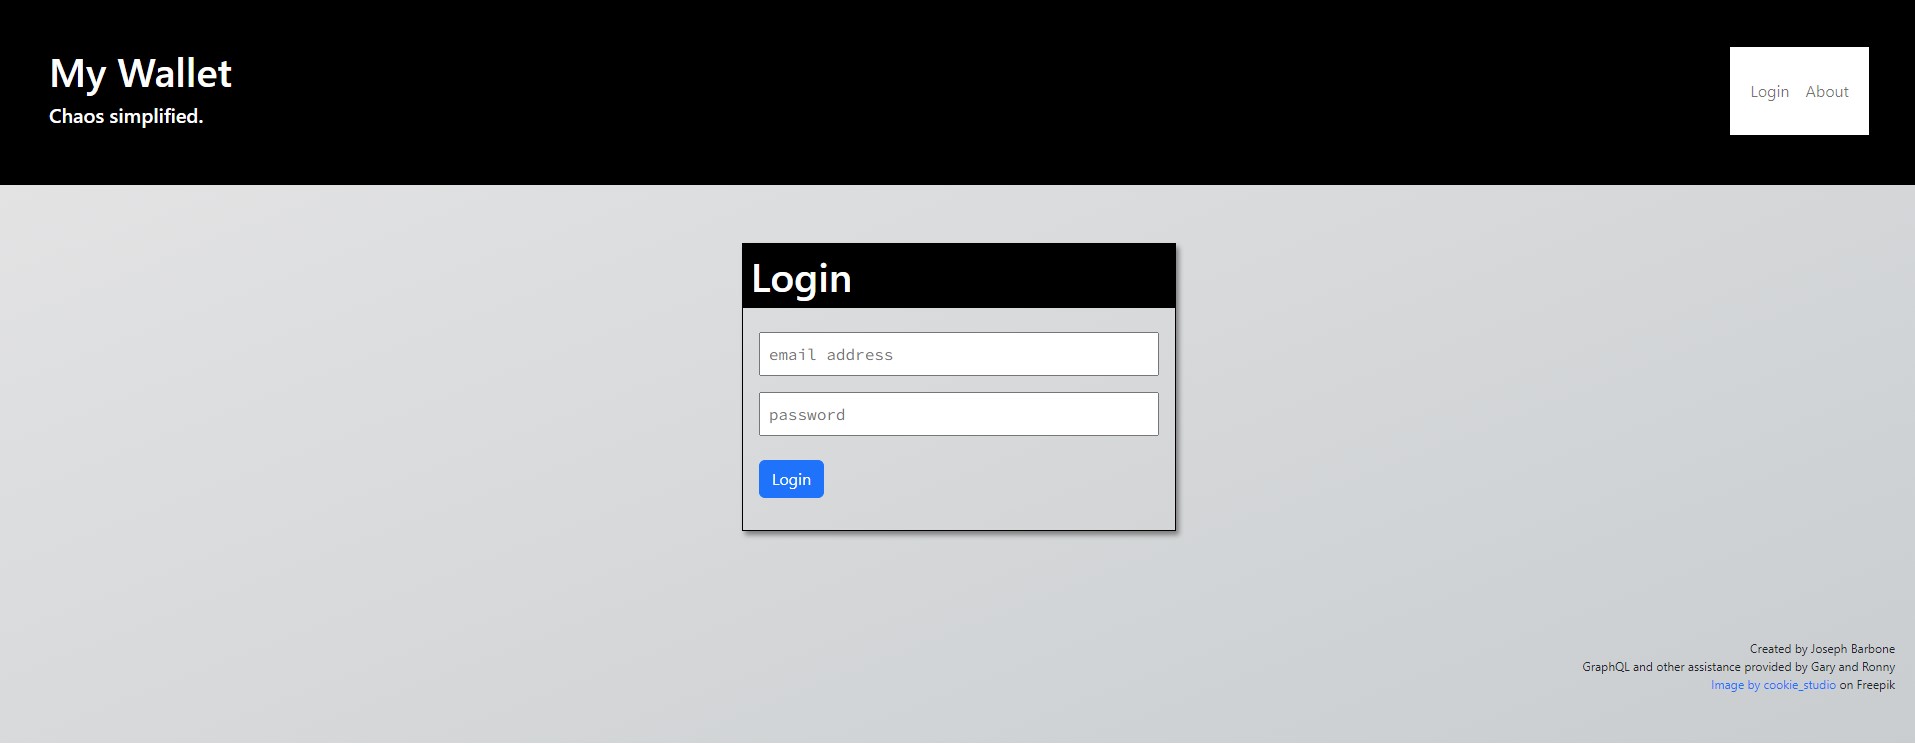 My Wallet
Chaos simplified.
Login About
Login
email address
password
Login
Created by Joseph Barbone
GraphQL and other assistance provided by Gary and Ronny
Image by cookie_studio on Freepik